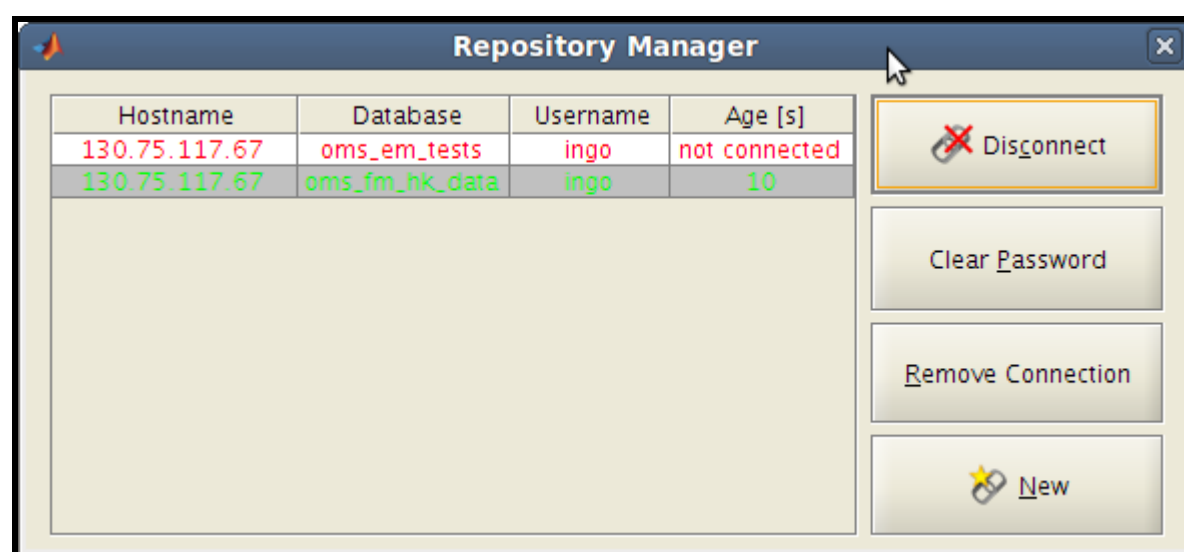 Repository Manager
Hostname Database Username Age [s]
130.75.117.67 oms_em_tests ingo not connected
130.75.117.67 oms_fm_hk_data ingo 10
Disconnect
Clear Password
Remove Connection
New